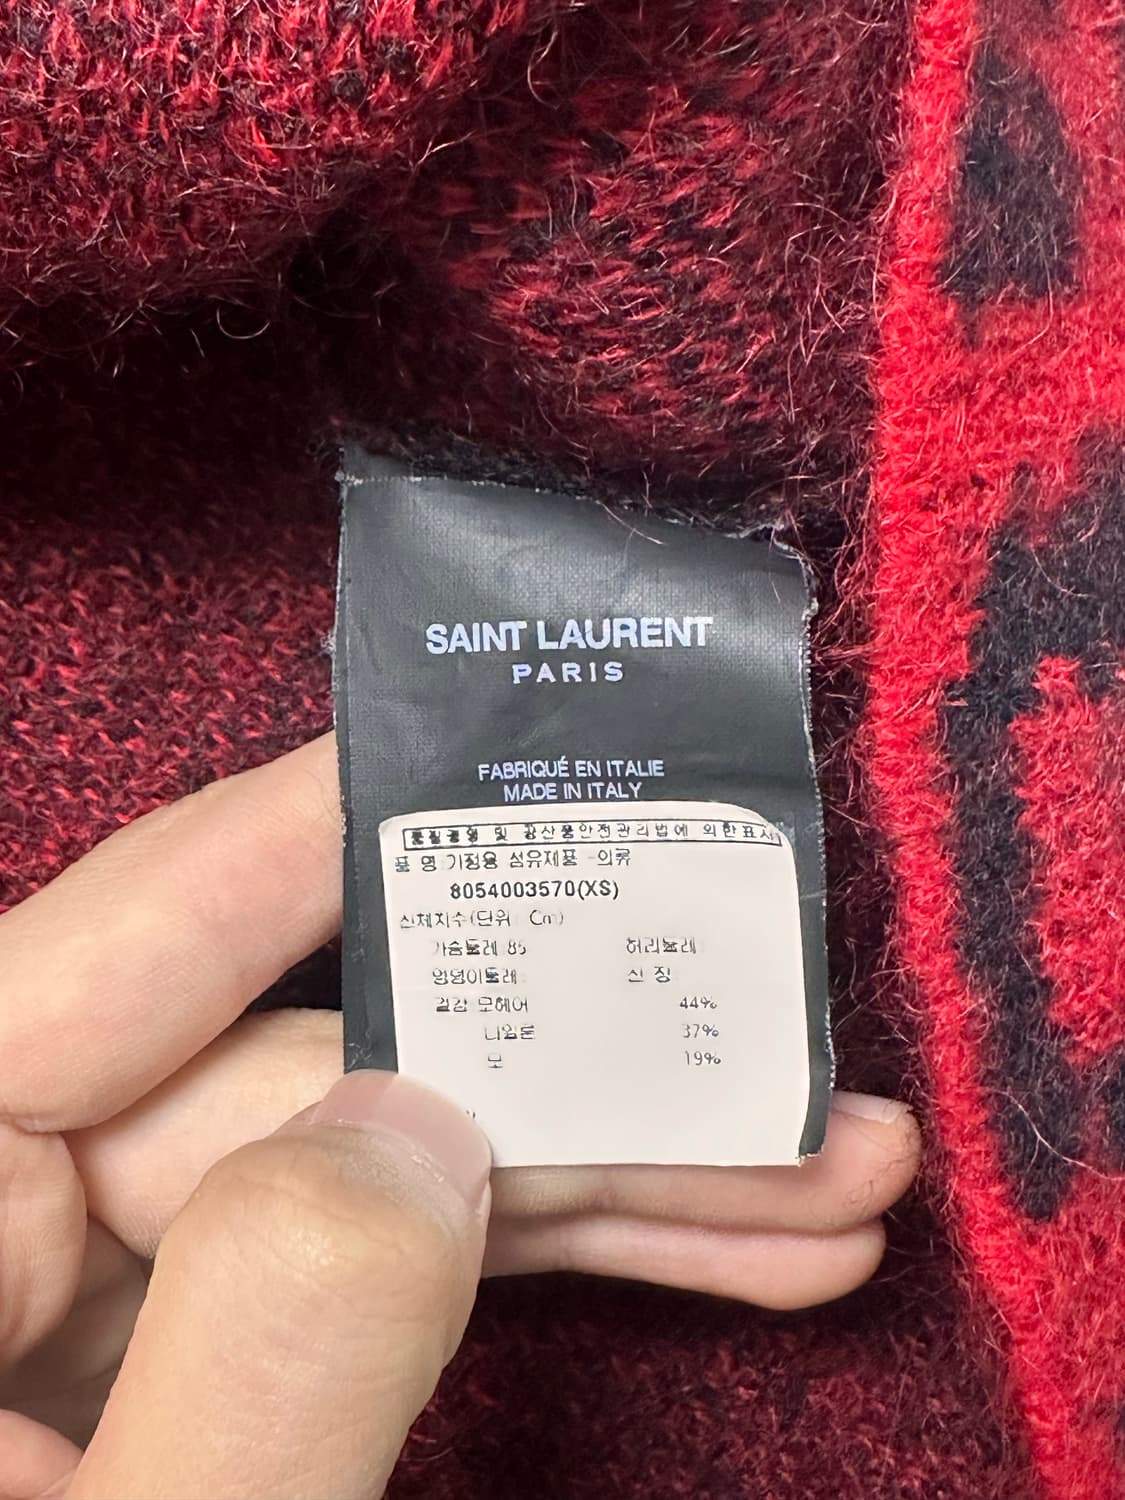 SAINT LAURENT
PARIS
FABRIQUÉ EN ITALIE
MADE IN ITALY
품질경영 및 공산품안전관리법에 의한표시
품 명 기정용 섬유제품 -의류
8054003570(XS)
신체치수(단위 Cm)
가슴둘레 85 허리둘레
엉덩이둘레 신 장
겉감 모헤어 44%
나일론 37%
모 19%